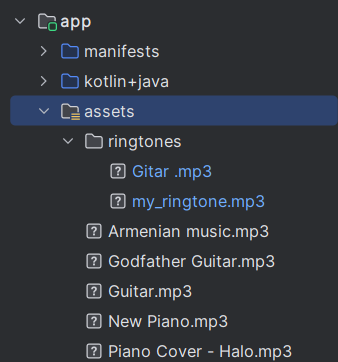 app
manifests
kotlin+java
assets
ringtones
Gitar .mp3
my_ringtone.mp3
Armenian music.mp3
Godfather Guitar.mp3
Guitar.mp3
New Piano.mp3
Piano Cover - Halo.mp3